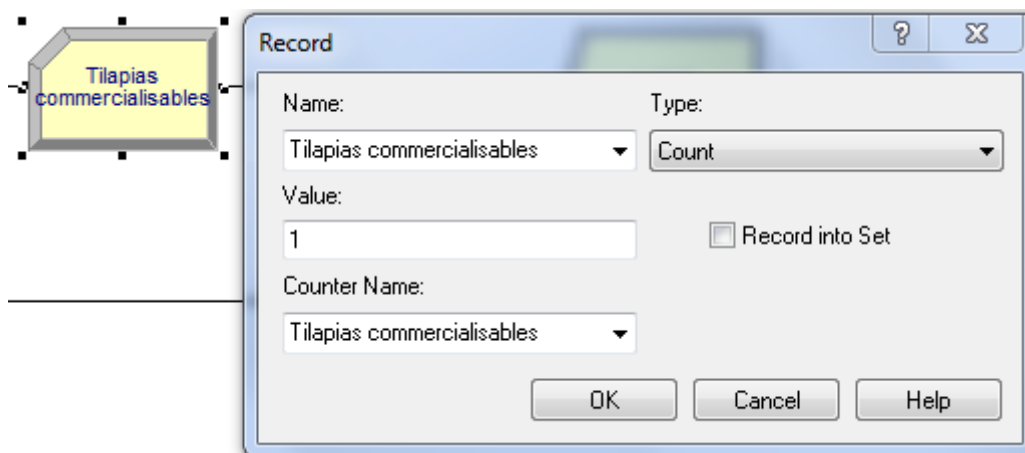 Tilapias
commercialisables
Record
Name:
Type:
Tilapias commercialisables
Count
Value:
1
Record into Set
Counter Name:
Tilapias commercialisables
OK
Cancel
Help